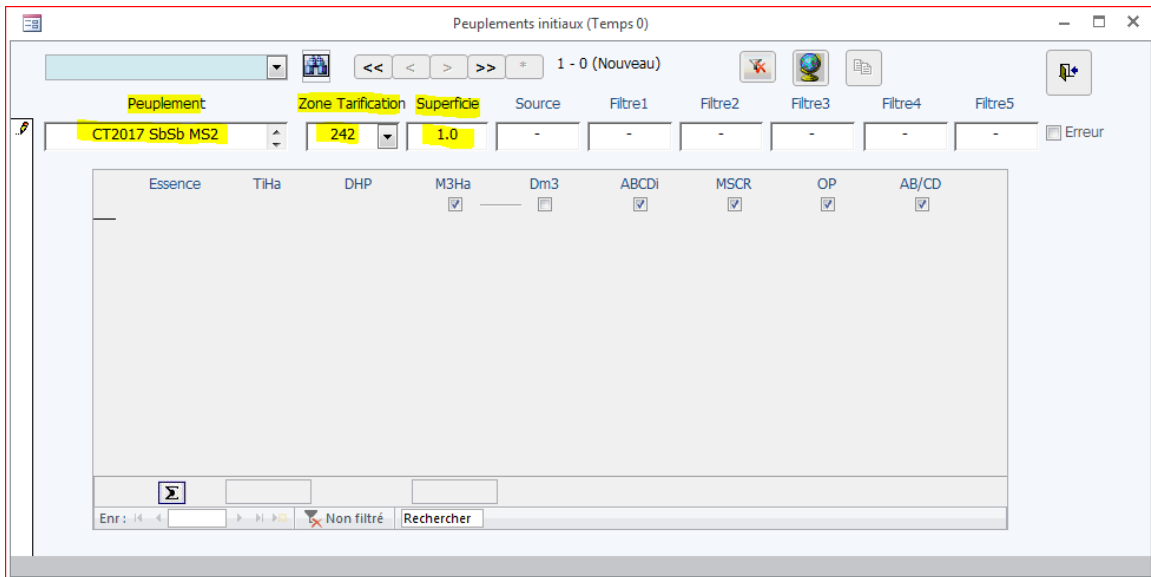 Peuplements initiaux (Temps 0)
<< < > >> * 1 - 0 (Nouveau)
Peuplement Zone Tarification Superficie Source Filtre1 Filtre2 Filtre3 Filtre4 Filtre5
CT2017 SbSb MS2 242 1.0 - - - - - - Erreur
Essence TiHa DHP M3Ha Dm3 ABCDi MSCR OP AB/CD
Σ
Enr : Non filtré Rechercher